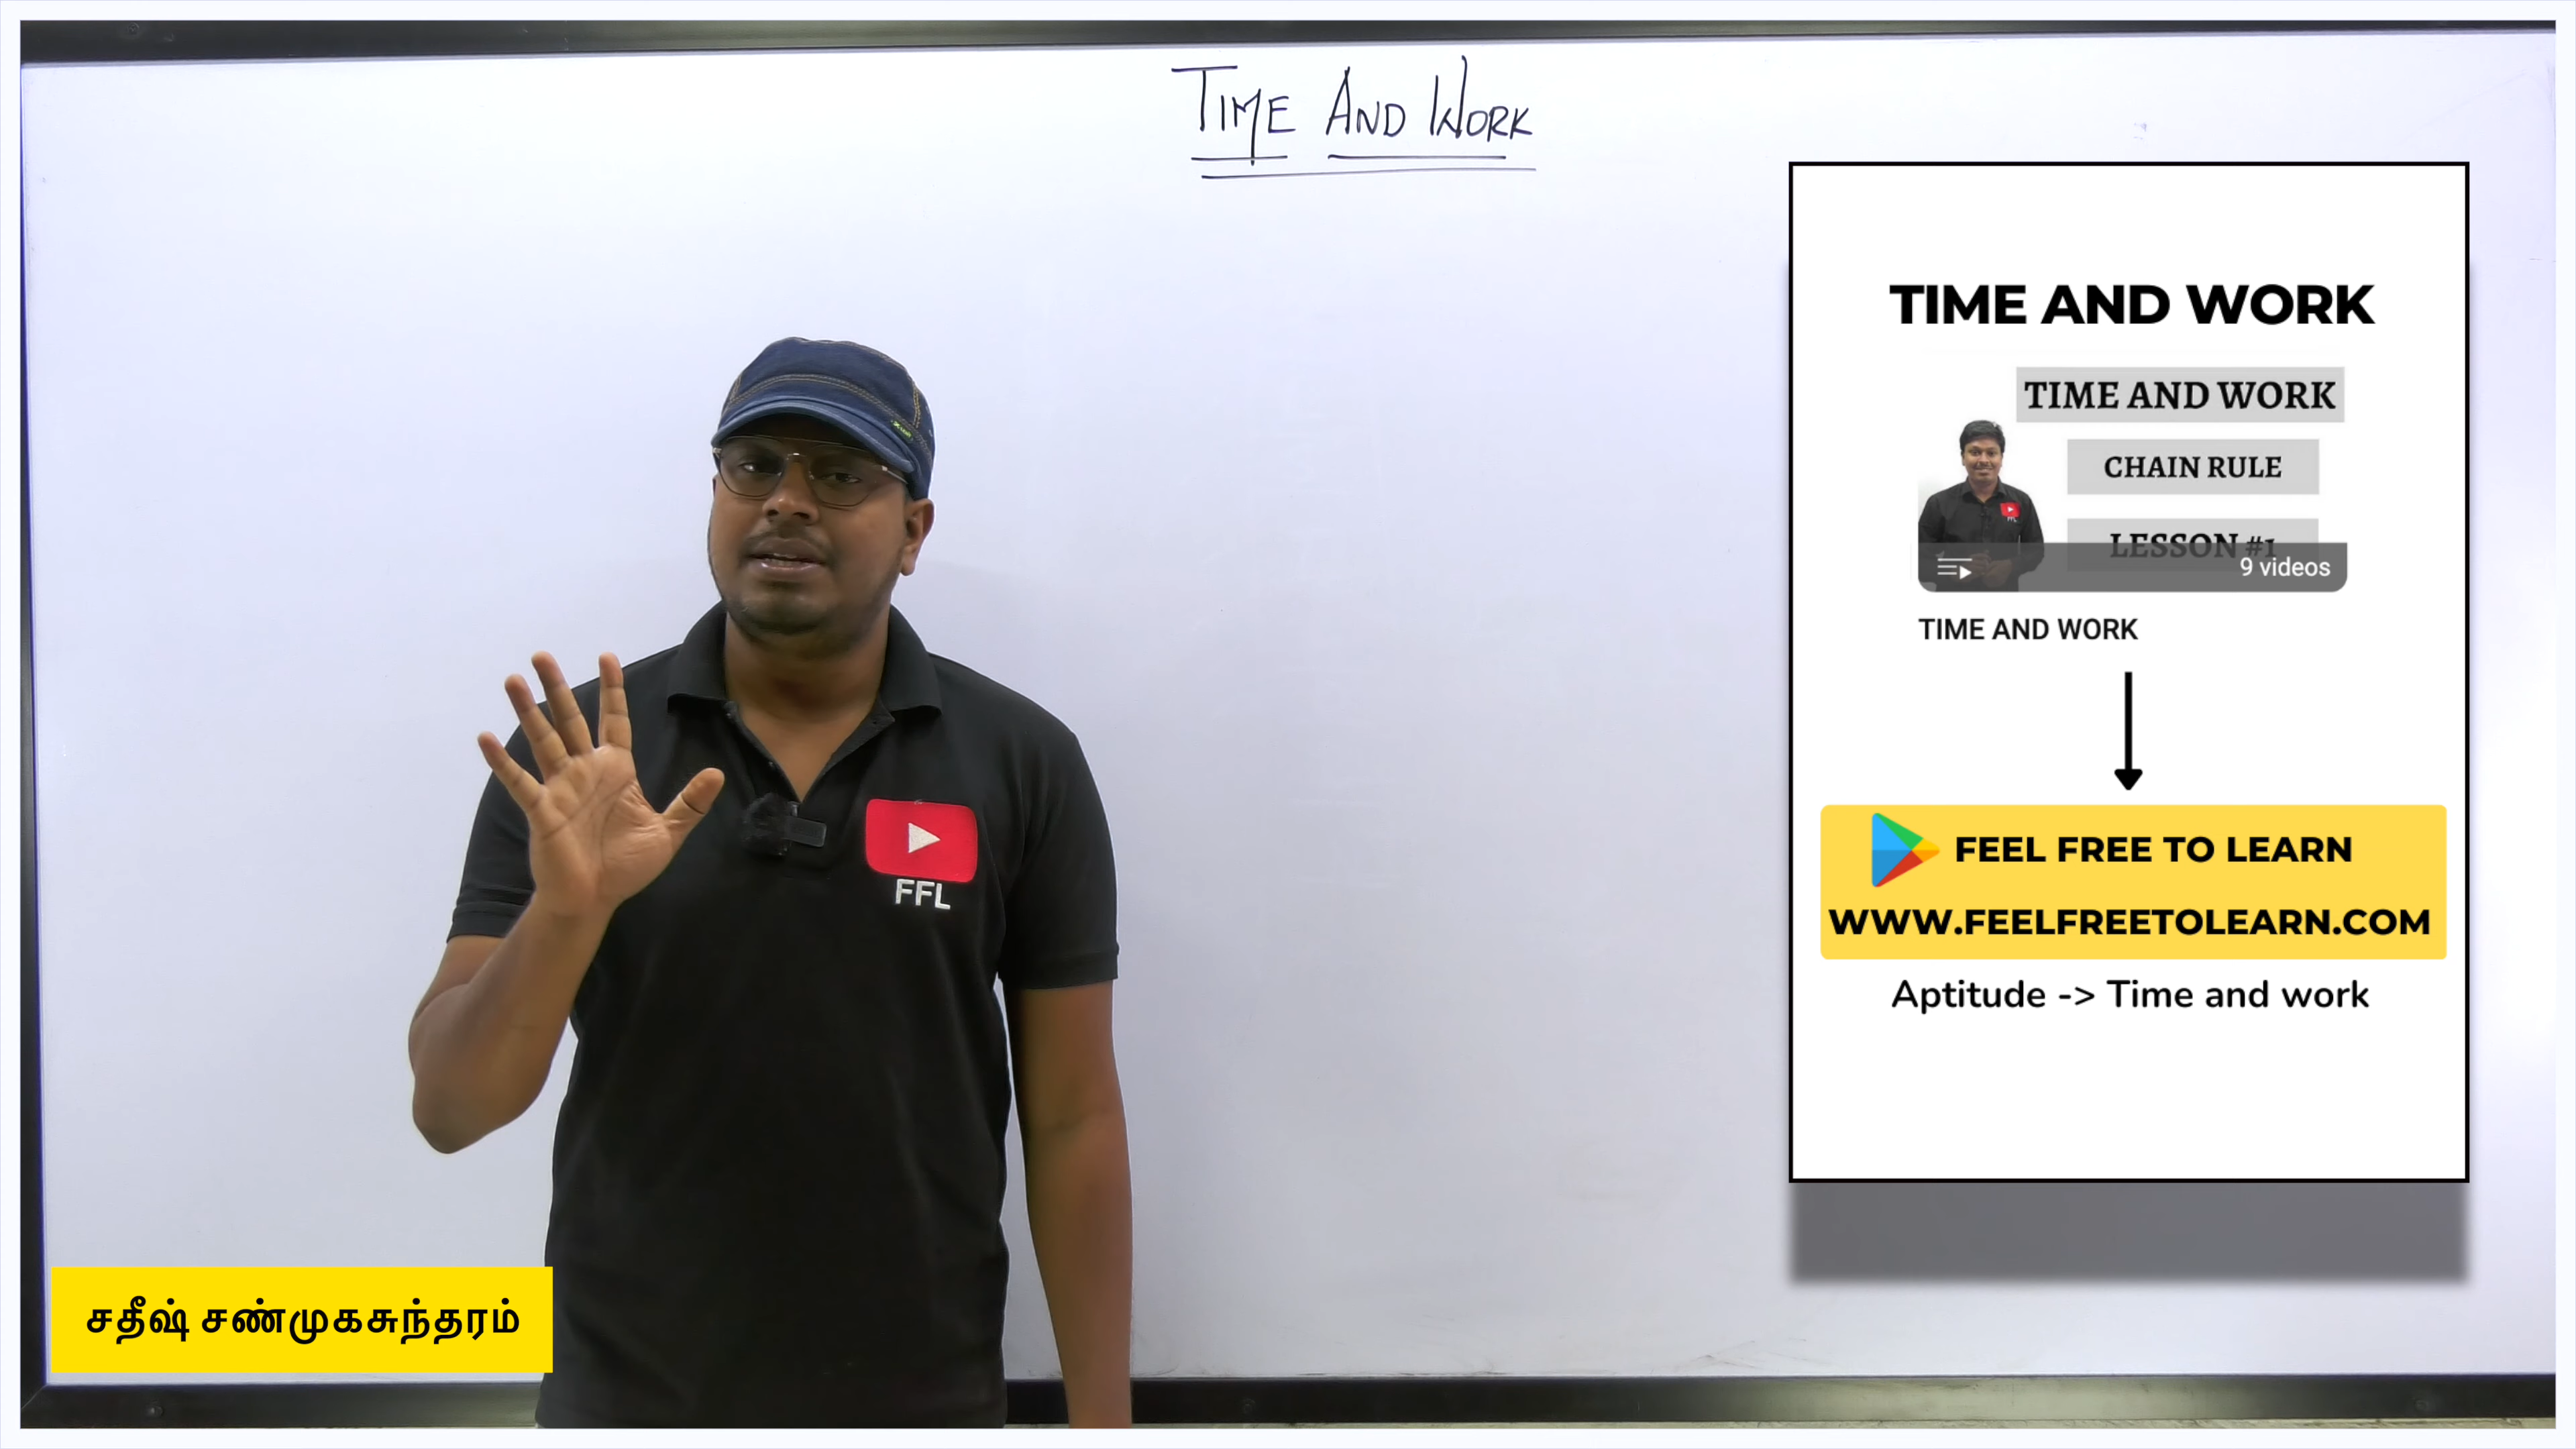 TIME AND WORK
TIME AND WORK
TIME AND WORK
CHAIN RULE
LESSON #1
9 videos
TIME AND WORK
FEEL FREE TO LEARN
WWW.FEELFREETOLEARN.COM
Aptitude -> Time and work
FFL
சதீஷ் சண்முகசுந்தரம்